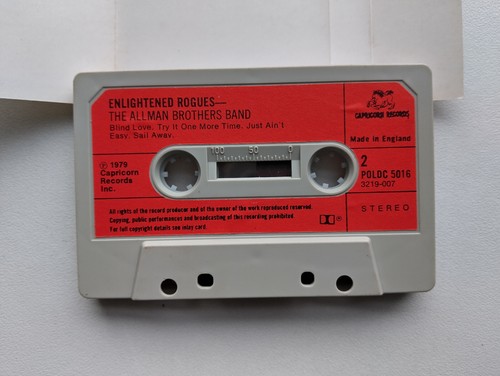 ENLIGHTENED ROGUES—
THE ALLMAN BROTHERS BAND
Blind Love. Try It One More Time. Just Ain't
Easy. Sail Away.
CAPRICORN RECORDS
Made in England
100 50 0
℗ 1979
Capricorn
Records
Inc.
2
POLDC 5016
3219-007
STEREO
All rights of the record producer and of the owner of the work reproduced reserved.
Copying, public performances and broadcasting of this recording prohibited.
For full copyright details see inlay card.